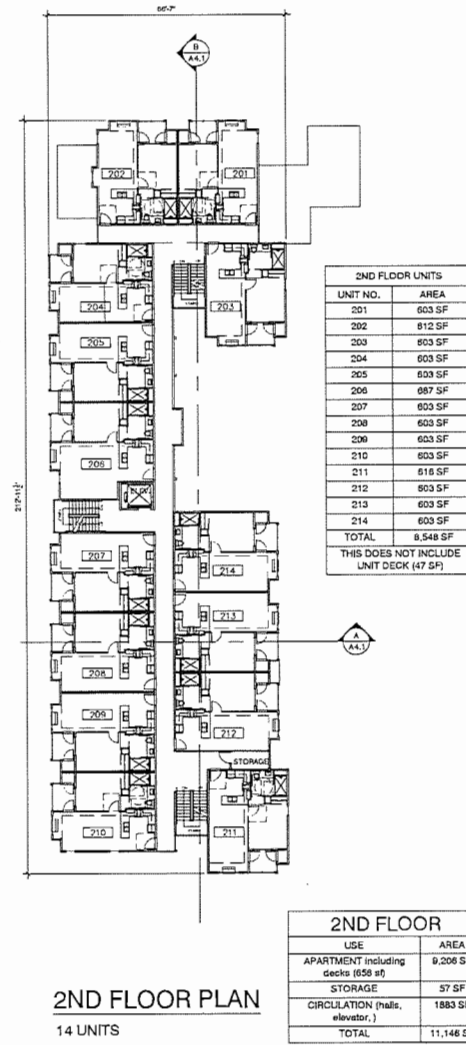 66'-7"
B
A4.1
202
201
204
203
205
206
212'-11½"
207
214
213
A
A4.1
208
209
212
STORAGE
210
211
2ND FLOOR UNITS
UNIT NO. AREA
201 603 SF
202 612 SF
203 603 SF
204 603 SF
205 603 SF
206 687 SF
207 603 SF
208 603 SF
209 603 SF
210 603 SF
211 616 SF
212 603 SF
213 603 SF
214 603 SF
TOTAL 8,548 SF
THIS DOES NOT INCLUDE
UNIT DECK (47 SF)
2ND FLOOR
USE AREA
APARTMENT including
decks (658 sf) 9,206 S
STORAGE 57 SF
CIRCULATION (halls,
elevator, ) 1883 S
TOTAL 11,146 S
2ND FLOOR PLAN
14 UNITS